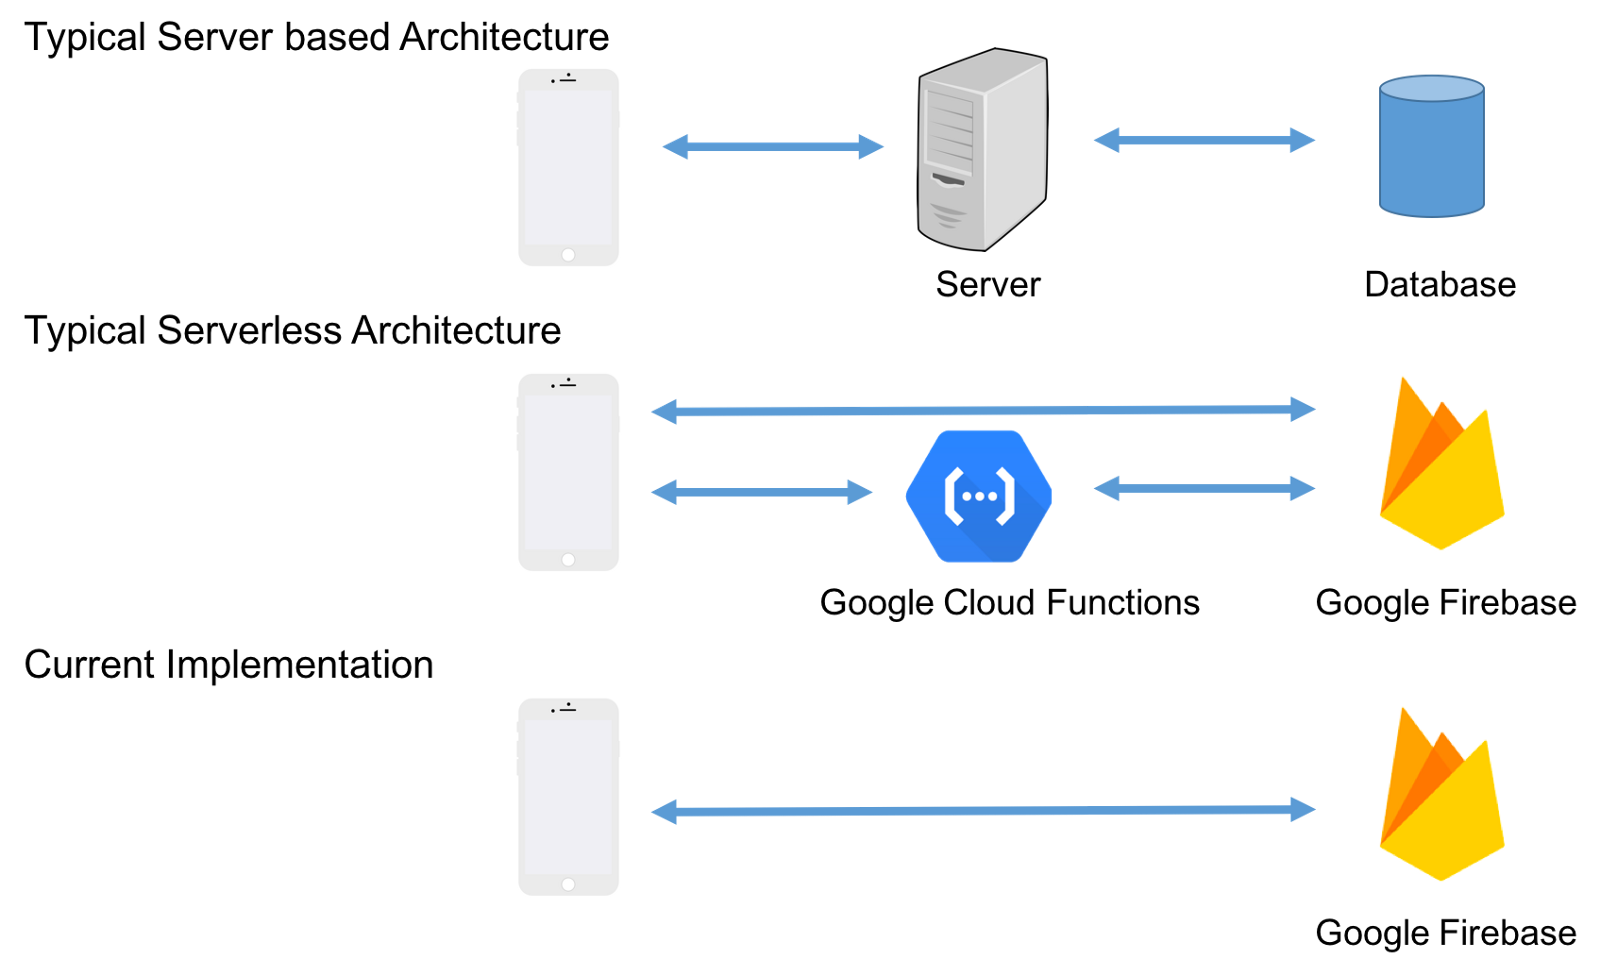 Typical Server based Architecture
Server
Database
Typical Serverless Architecture
Google Cloud Functions
Google Firebase
Current Implementation
Google Firebase